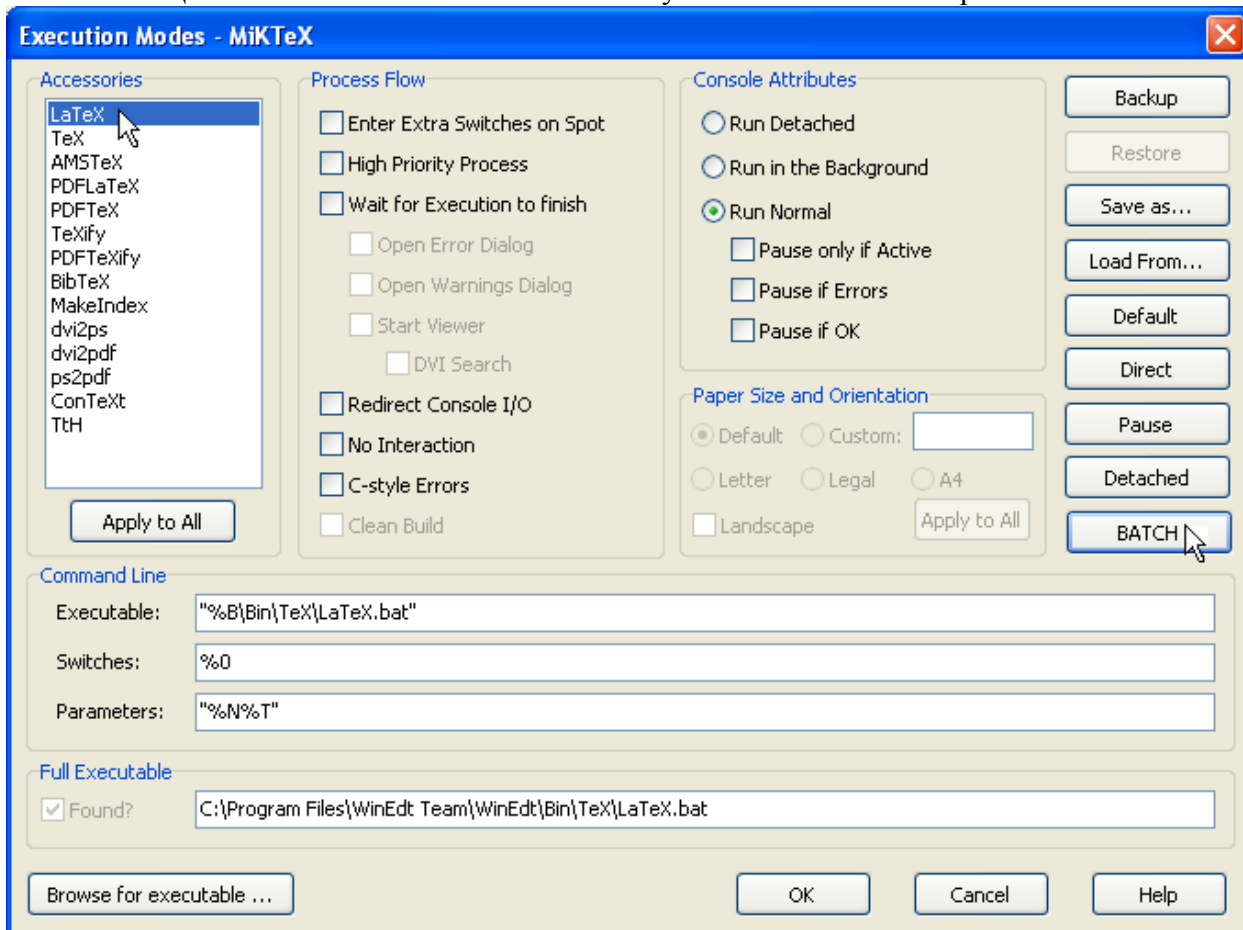 Execution Modes - MiKTeX
Accessories
LaTeX
TeX
AMSTeX
PDFLaTeX
PDFTeX
TeXify
PDFTeXify
BibTeX
MakeIndex
dvi2ps
dvi2pdf
ps2pdf
ConTeXt
TtH
Apply to All
Process Flow
Enter Extra Switches on Spot
High Priority Process
Wait for Execution to finish
Open Error Dialog
Open Warnings Dialog
Start Viewer
DVI Search
Redirect Console I/O
No Interaction
C-style Errors
Clean Build
Console Attributes
Run Detached
Run in the Background
Run Normal
Pause only if Active
Pause if Errors
Pause if OK
Paper Size and Orientation
Default Custom:
Letter Legal A4
Landscape Apply to All
Backup
Restore
Save as...
Load From...
Default
Direct
Pause
Detached
BATCH
Command Line
Executable: "%B\Bin\TeX\LaTeX.bat"
Switches: %0
Parameters: "%N%T"
Full Executable
Found? C:\Program Files\WinEdt Team\WinEdt\Bin\TeX\LaTeX.bat
Browse for executable ... OK Cancel Help